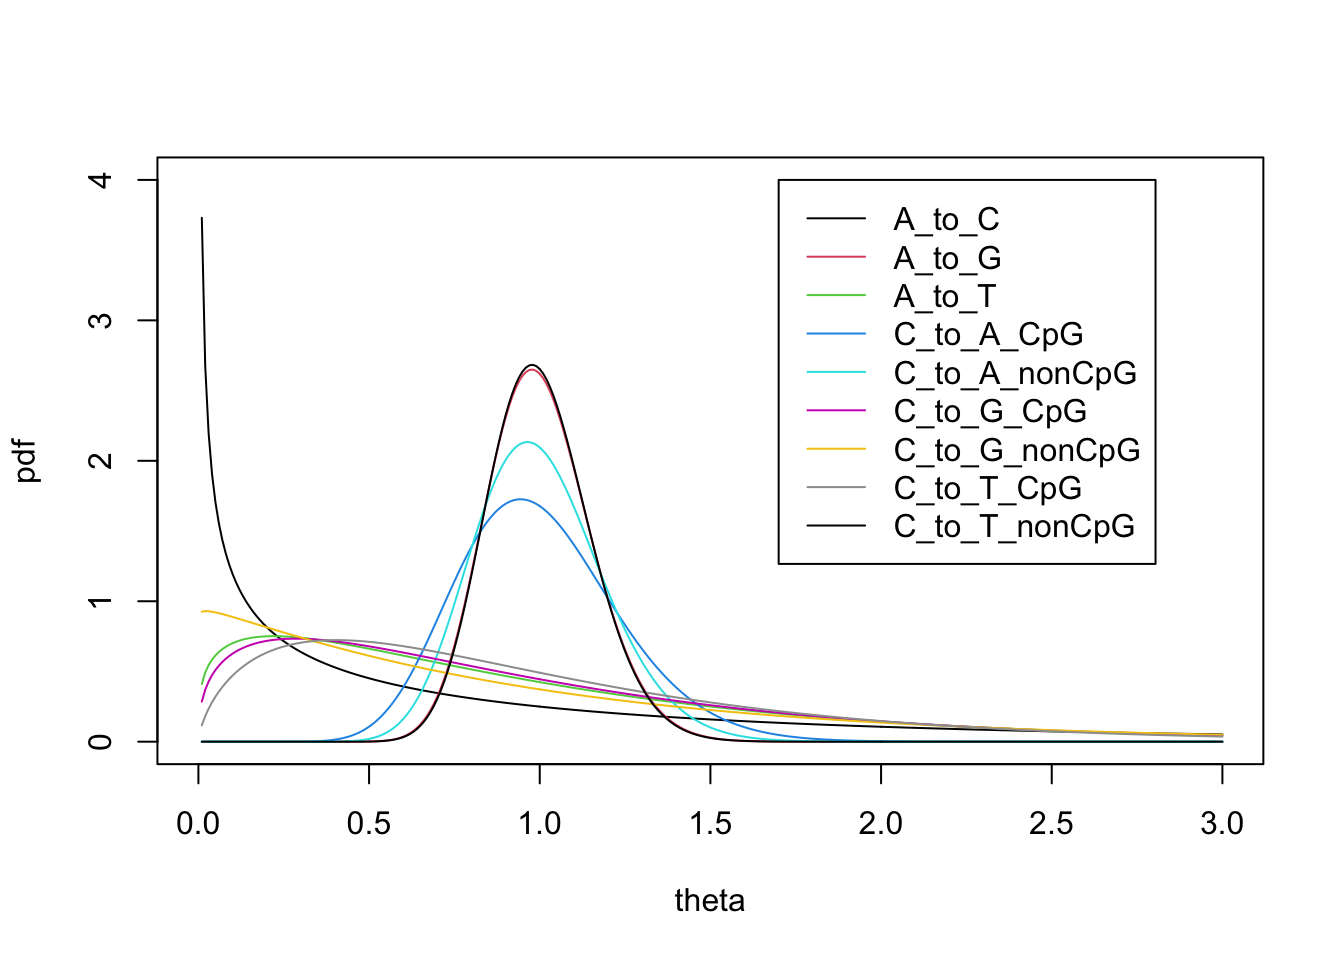 4
3
2
1
0
pdf
A_to_C
A_to_G
A_to_T
C_to_A_CpG
C_to_A_nonCpG
C_to_G_CpG
C_to_G_nonCpG
C_to_T_CpG
C_to_T_nonCpG
0.0 0.5 1.0 1.5 2.0 2.5 3.0
theta